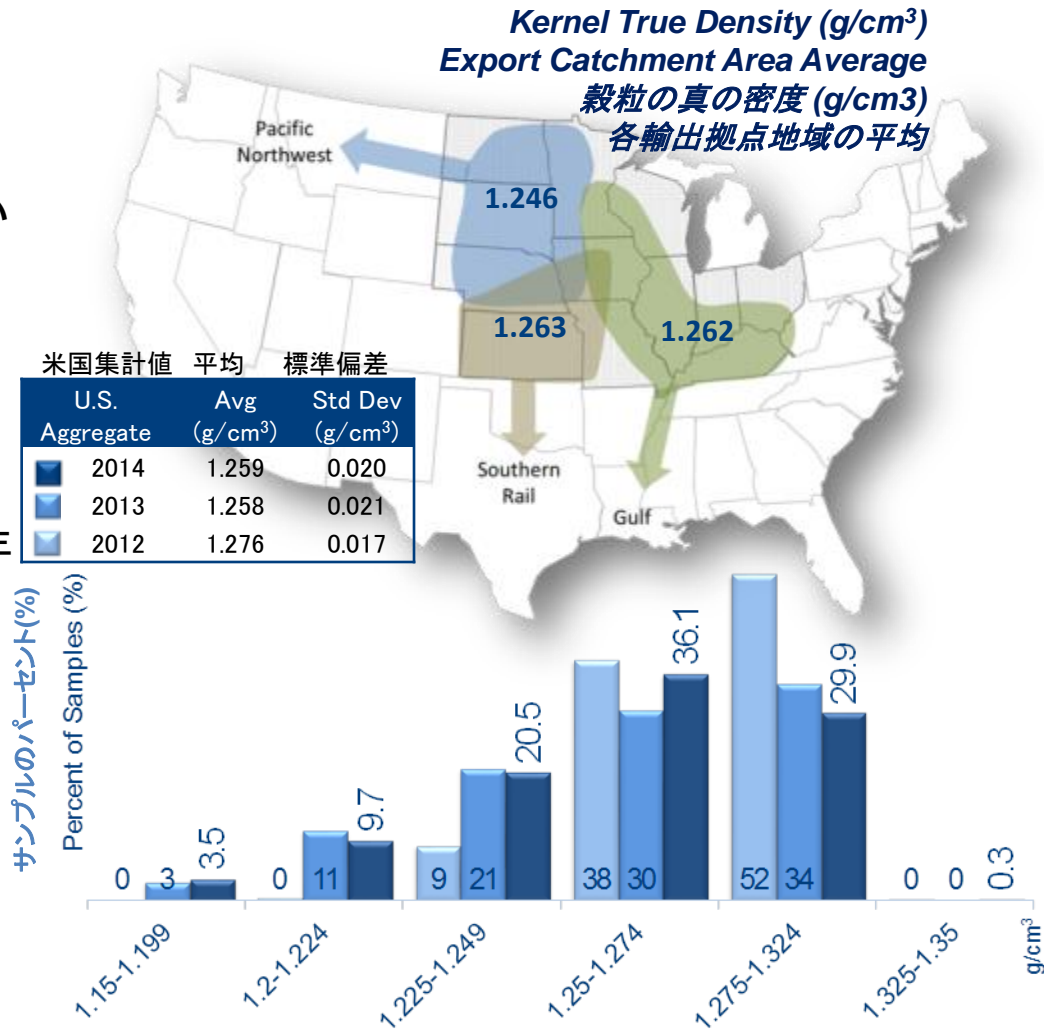 Kernel True Density (g/cm³)
Export Catchment Area Average
穀粒の真の密度 (g/cm3)
各輸出拠点地域の平均
Pacific
Northwest
1.246
1.263
1.262
Southern
Rail
Gulf
米国集計値 平均 標準偏差
U.S. Aggregate Avg (g/cm³) Std Dev (g/cm³)
2014 1.259 0.020
2013 1.258 0.021
2012 1.276 0.017
サンプルのパーセント(%)
Percent of Samples (%)
0 3 3.5
0 11 9.7
9 21 20.5
38 30 36.1
52 34 29.9
0 0 0.3
1.15-1.199
1.2-1.224
1.225-1.249
1.25-1.274
1.275-1.324
1.325-1.35
g/cm³